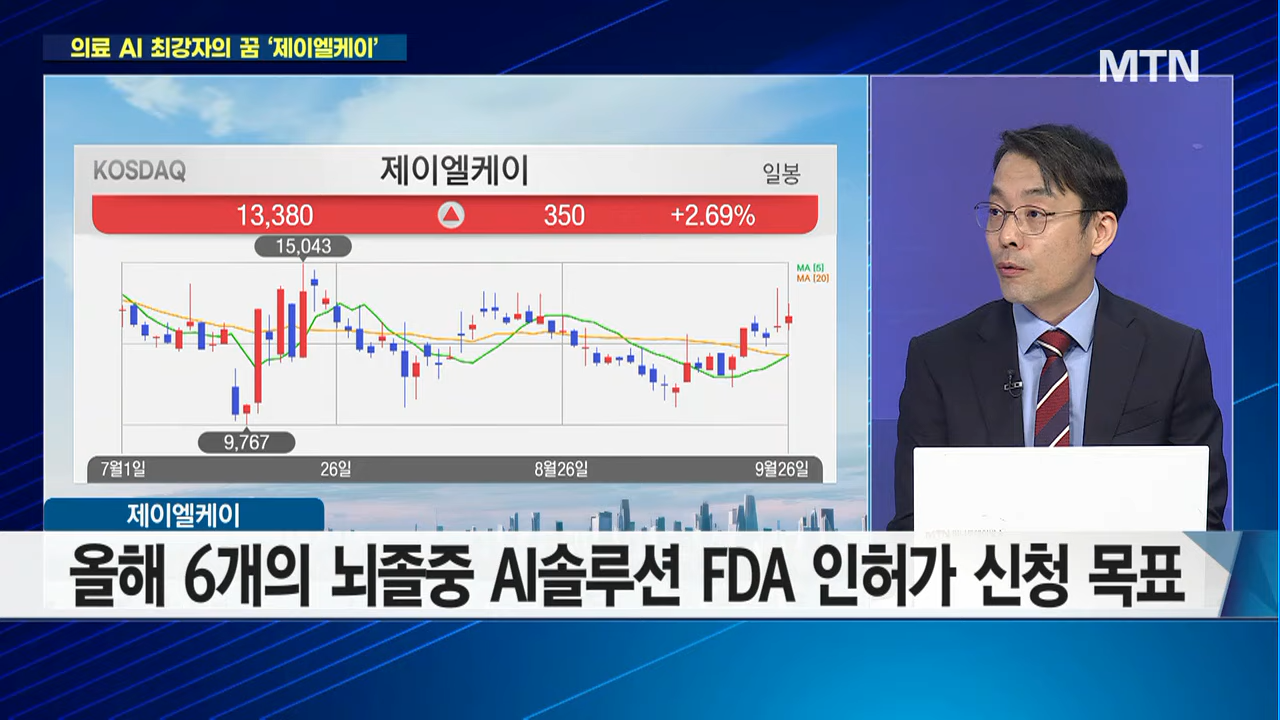 의료 AI 최강자의 꿈 ‘제이엘케이’
MTN
KOSDAQ 제이엘케이 일봉
13,380 350 +2.69%
15,043
MA [5]
MA [20]
9,767
7월1일 26일 8월26일 9월26일
제이엘케이
올해 6개의 뇌졸중 AI솔루션 FDA 인허가 신청 목표